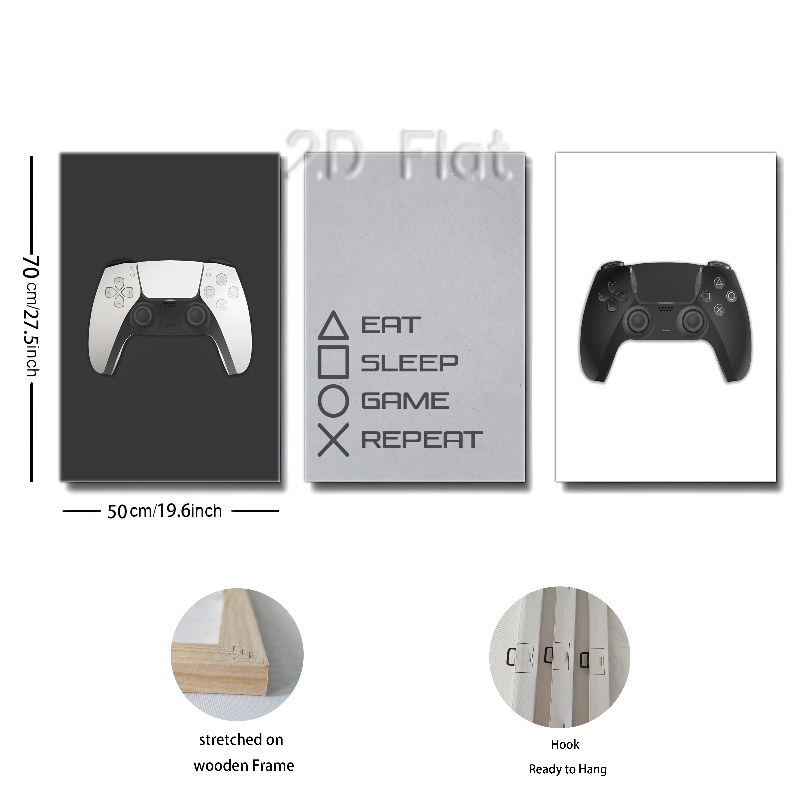 2D Flat
70 cm/27.5inch
EAT
SLEEP
GAME
REPEAT
50cm/19.6inch
stretched on
wooden Frame
Hook
Ready to Hang